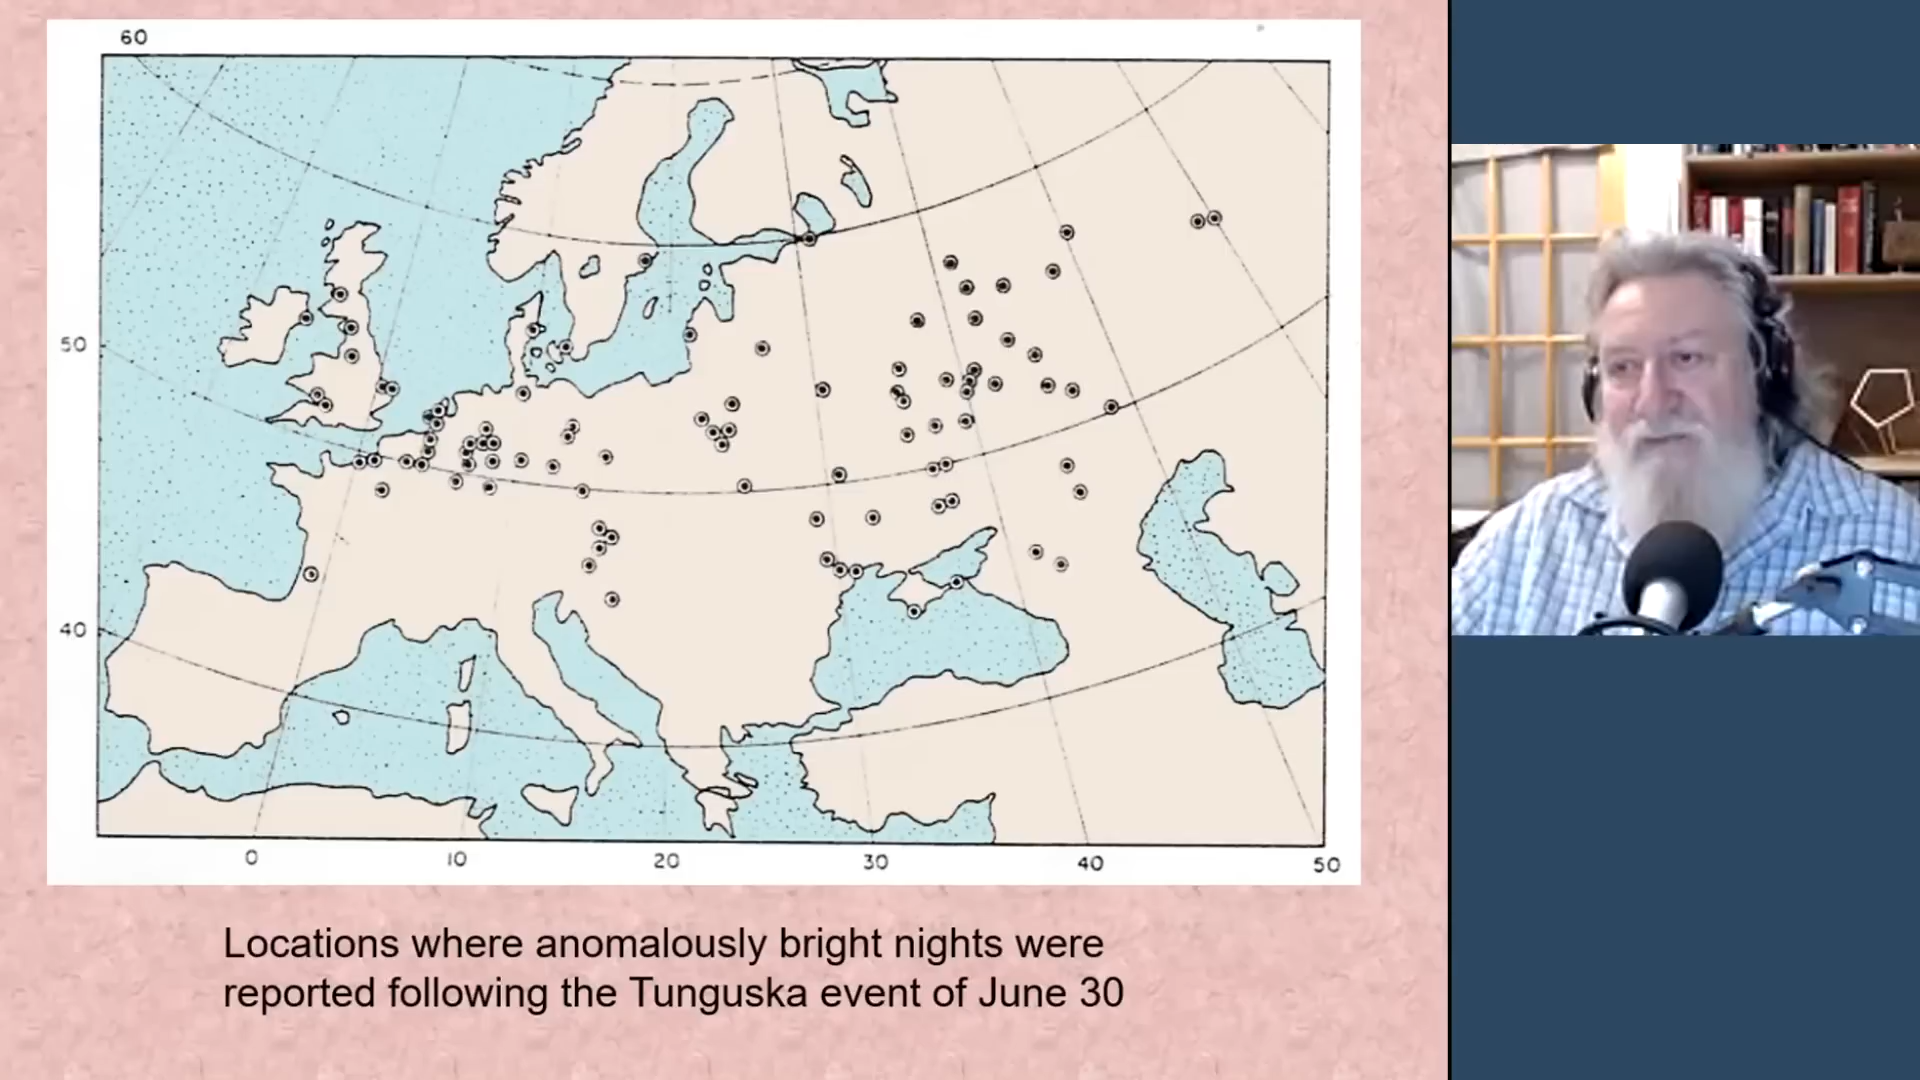 60
50
40
0 10 20 30 40 50
Locations where anomalously bright nights were
reported following the Tunguska event of June 30